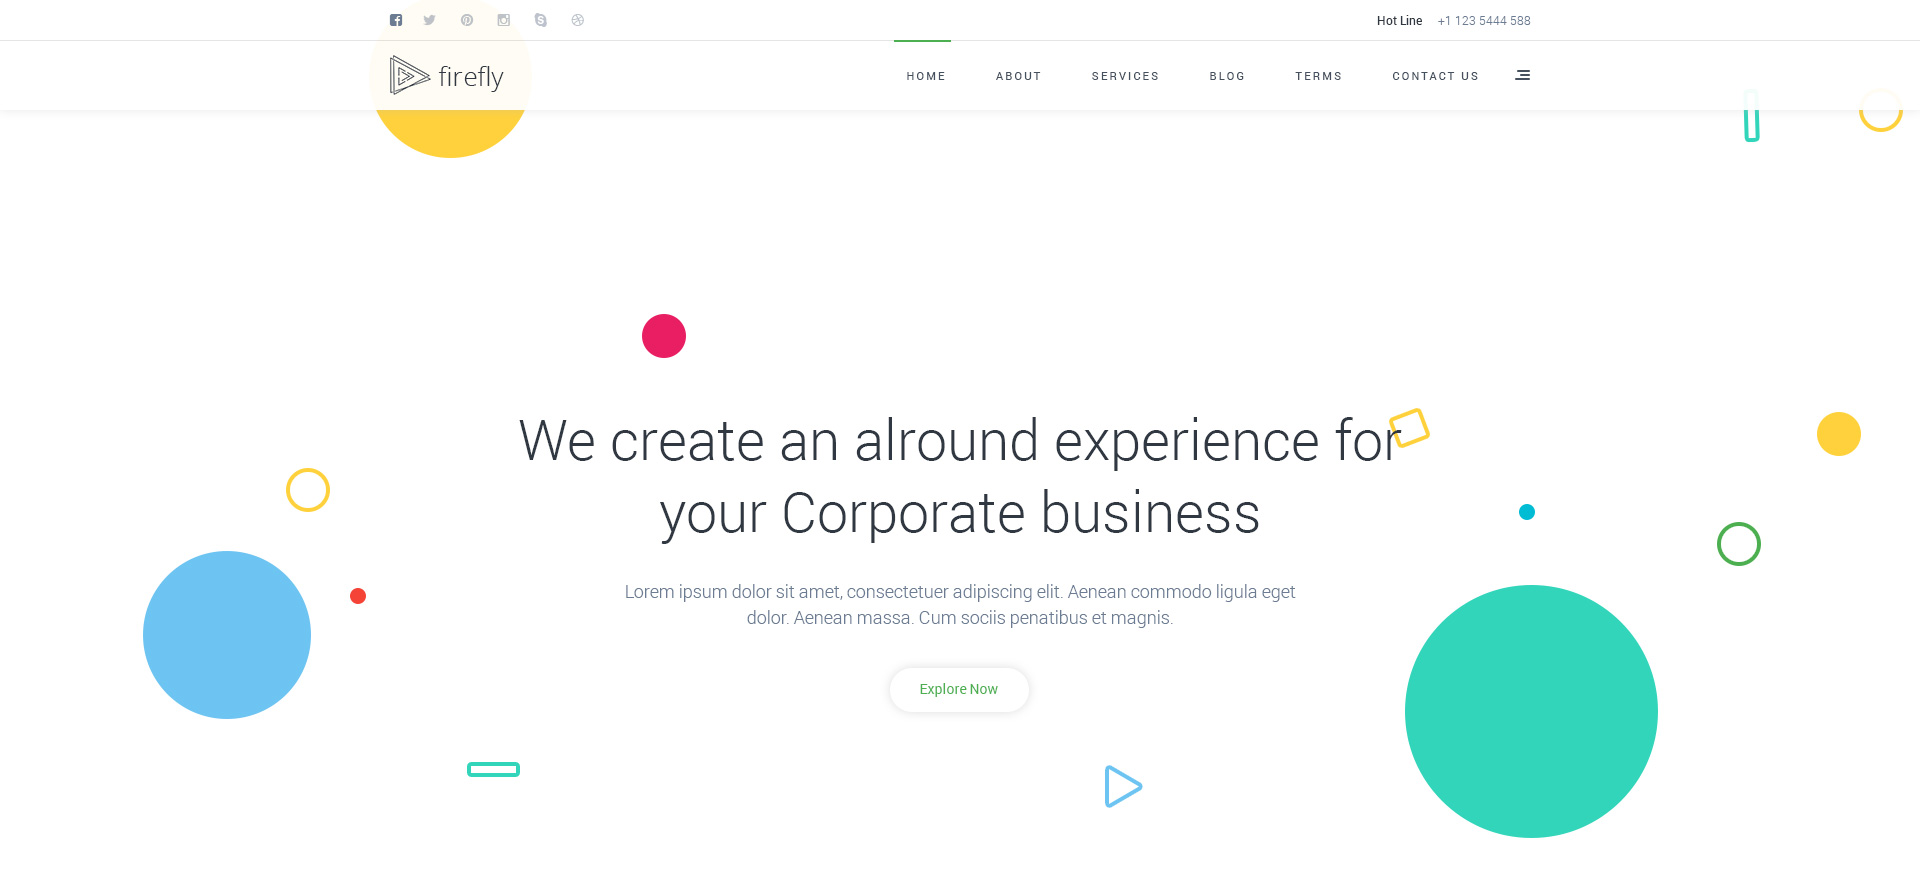 Hot Line +1 123 5444 588
firefly
HOME ABOUT SERVICES BLOG TERMS CONTACT US
We create an alround experience for
your Corporate business
Lorem ipsum dolor sit amet, consectetuer adipiscing elit. Aenean commodo ligula eget
dolor. Aenean massa. Cum sociis penatibus et magnis.
Explore Now